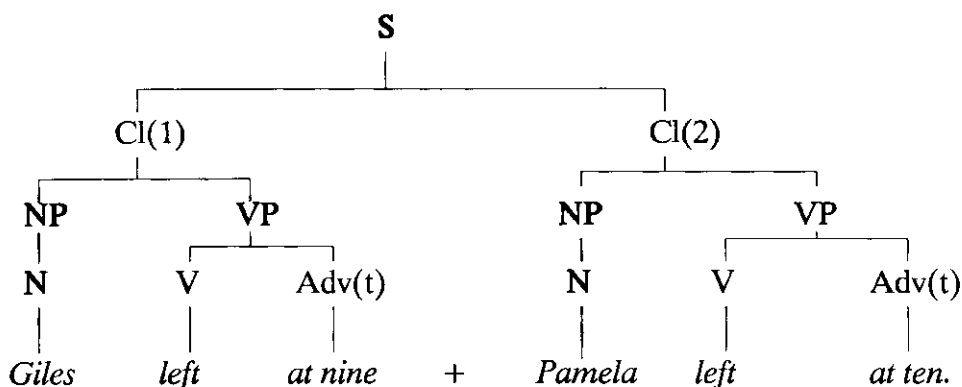 S
Cl(1) Cl(2)
NP VP NP VP
N V Adv(t) N V Adv(t)
Giles left at nine + Pamela left at ten.